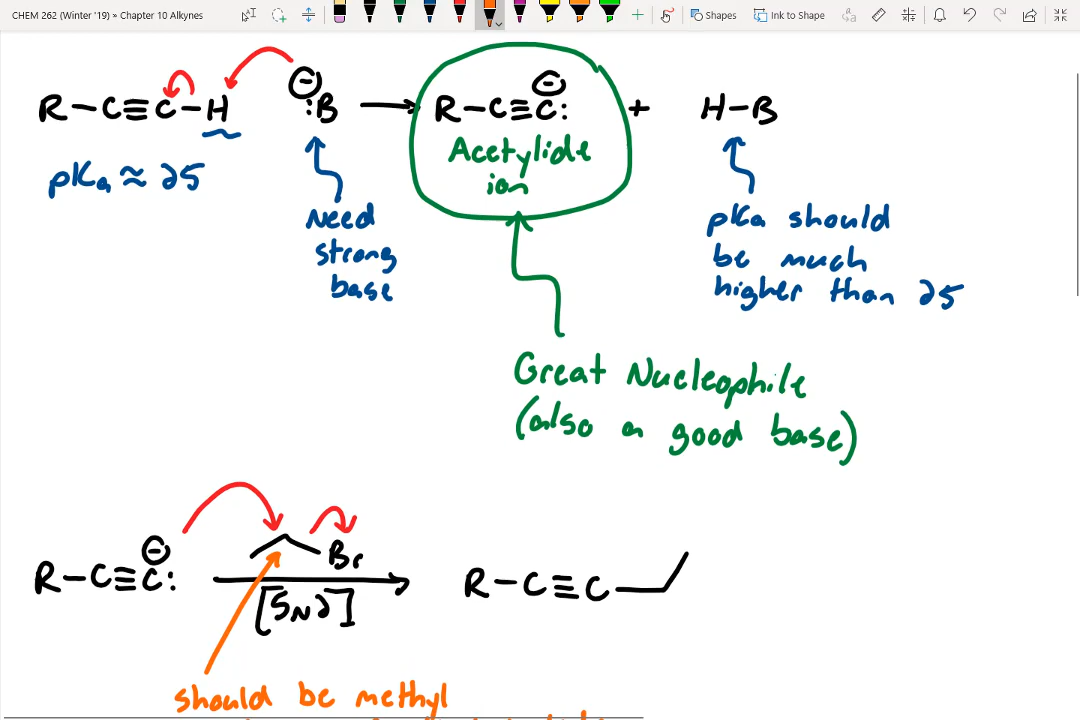 CHEM 262 (Winter '19) » Chapter 10 Alkynes
Shapes
Ink to Shape
R-C≡C-H ⊖:B → R-C≡C:⊖ + H-B
pKa ≈ 25
Need
strong
base
Acetylide
ion
pKa should
be much
higher than 25
Great Nucleophile
(also a good base)
R-C≡C:⊖ Br → R-C≡C
[SN2]
should be methyl